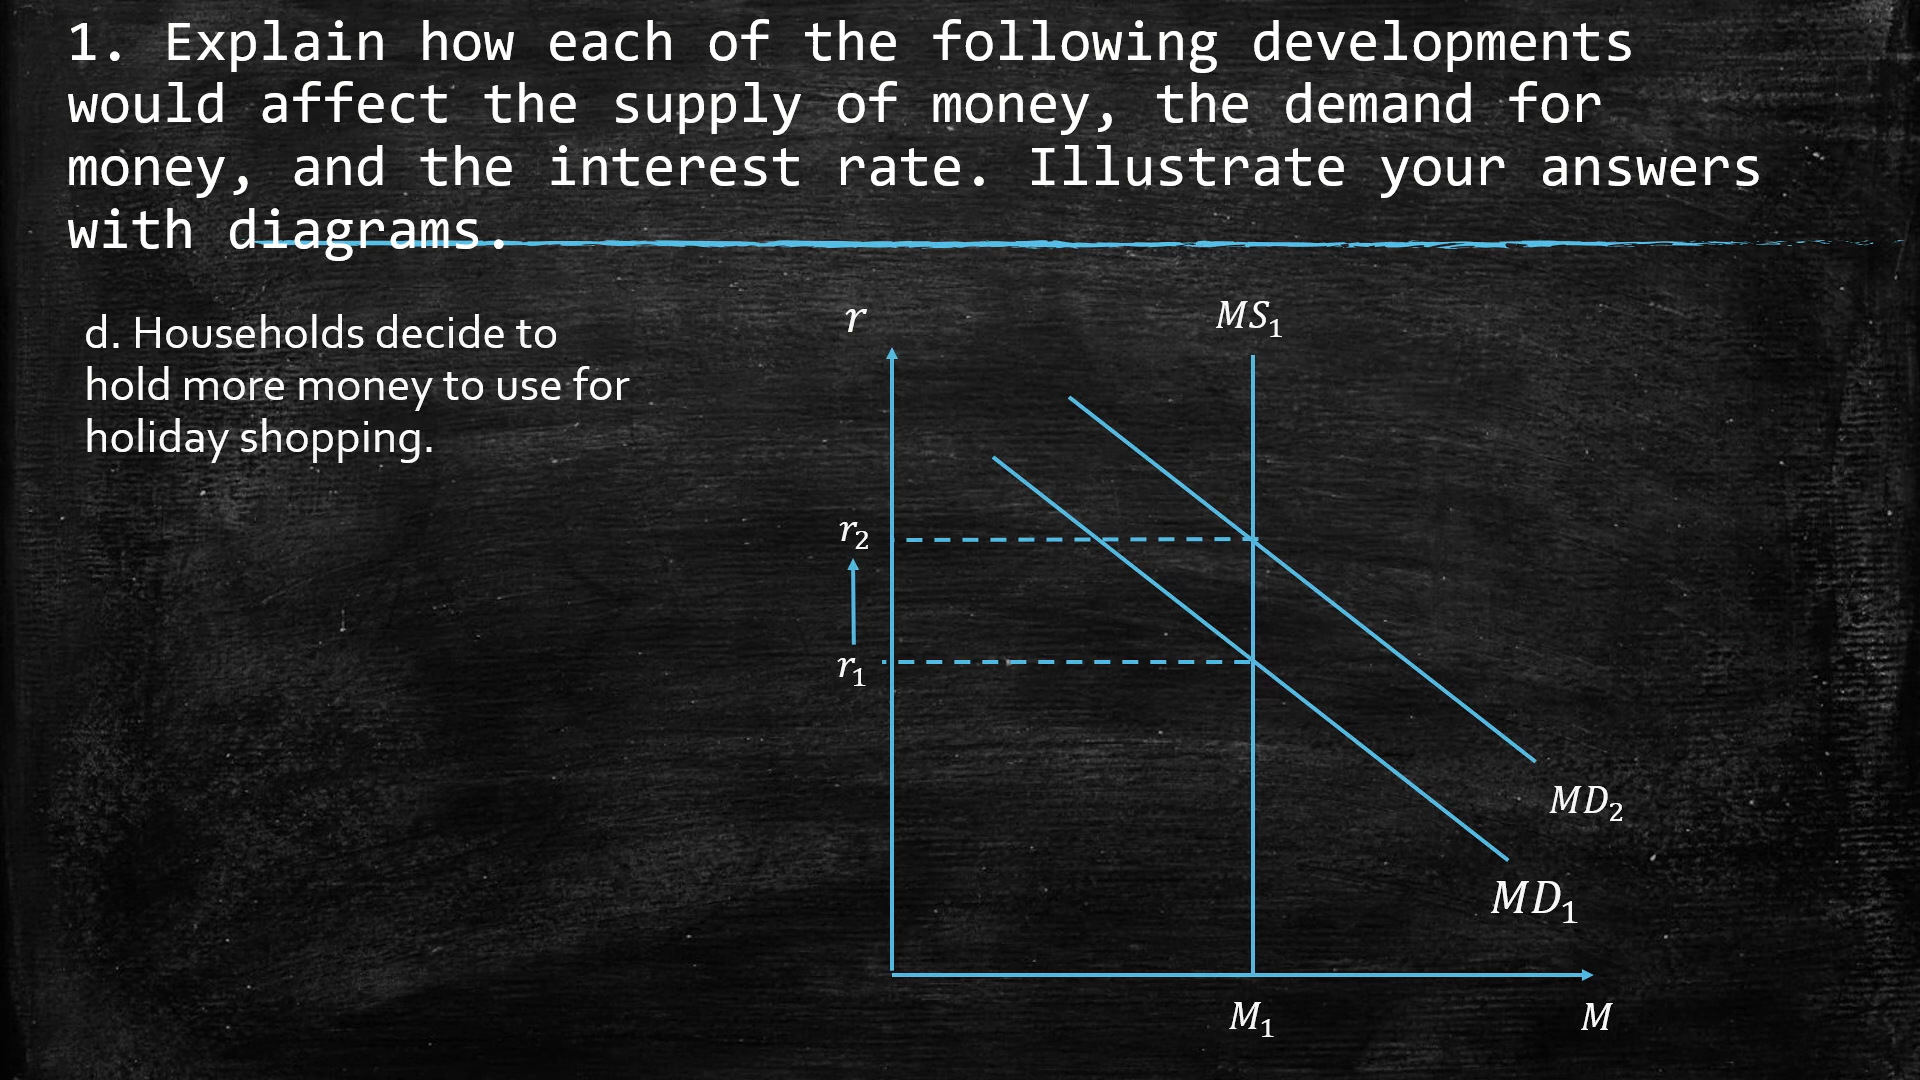 1. Explain how each of the following developments
would affect the supply of money, the demand for
money, and the interest rate. Illustrate your answers
with diagrams.
d. Households decide to
hold more money to use for
holiday shopping.
r
MS₁
r₂
r₁
MD₂
MD₁
M₁
M